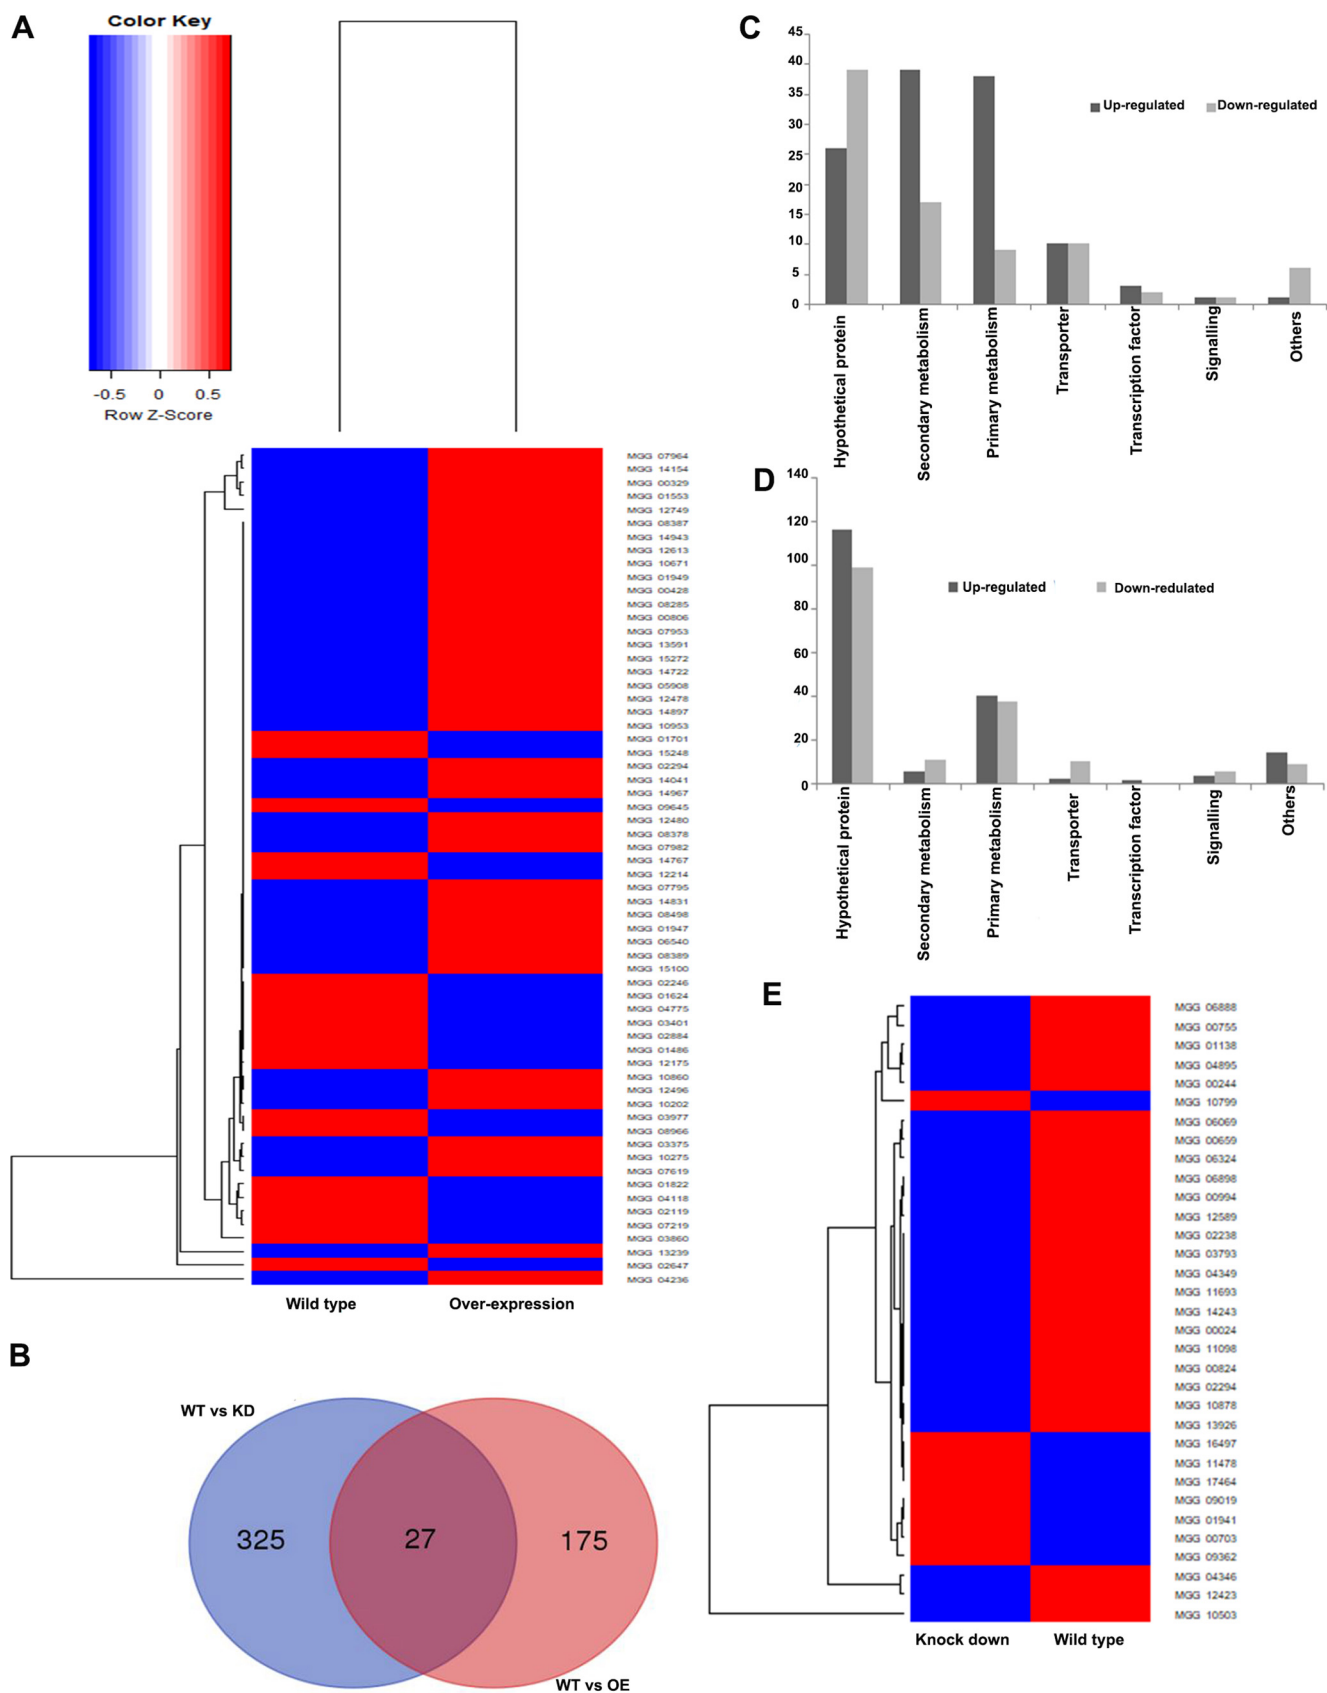 A
Color Key
-0.5 0 0.5
Row Z-Score
MGG 07964
MGG 14154
MGG 00329
MGG 01553
MGG 12749
MGG 08387
MGG 14943
MGG 12613
MGG 10671
MGG 01949
MGG 00428
MGG 08285
MGG 00806
MGG 07953
MGG 13591
MGG 15272
MGG 14722
MGG 05908
MGG 12478
MGG 14897
MGG 10953
MGG 01701
MGG 15248
MGG 02294
MGG 14041
MGG 14967
MGG 09645
MGG 12480
MGG 08378
MGG 07982
MGG 14767
MGG 12214
MGG 07795
MGG 14831
MGG 08498
MGG 01947
MGG 06540
MGG 08389
MGG 15100
MGG 02246
MGG 01624
MGG 04775
MGG 03401
MGG 02884
MGG 01486
MGG 12175
MGG 10860
MGG 12496
MGG 10202
MGG 03977
MGG 08966
MGG 03375
MGG 10275
MGG 07619
MGG 01822
MGG 04118
MGG 02119
MGG 07219
MGG 03860
MGG 13239
MGG 02647
MGG 04236
Wild type Over-expression
B
WT vs KD
325 27 175
WT vs OE
C
45
40
35
30
25
20
15
10
5
0
Up-regulated Down-regulated
Hypothetical protein
Secondary metabolism
Primary metabolism
Transporter
Transcription factor
Signalling
Others
D
140
120
100
80
60
40
20
0
Up-regulated Down-redulated
Hypothetical protein
Secondary metabolism
Primary metabolism
Transporter
Transcription factor
Signalling
Others
E
MGG 06888
MGG 00755
MGG 01138
MGG 04895
MGG 00244
MGG 10799
MGG 06069
MGG 00659
MGG 06324
MGG 06898
MGG 00994
MGG 12589
MGG 02238
MGG 03793
MGG 04349
MGG 11693
MGG 14243
MGG 00024
MGG 11098
MGG 00824
MGG 02294
MGG 10878
MGG 13926
MGG 16497
MGG 11478
MGG 17464
MGG 09019
MGG 01941
MGG 00703
MGG 09362
MGG 04346
MGG 12423
MGG 10503
Knock down Wild type